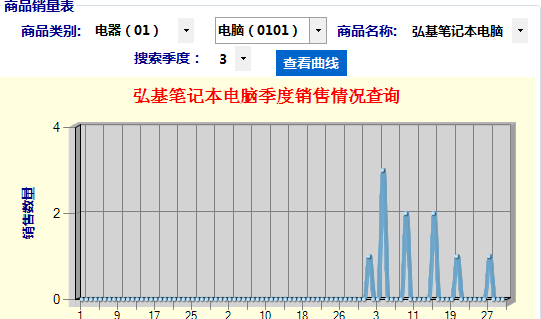 商品销量表
商品类别: 电器（01） 电脑（0101） 商品名称: 弘基笔记本电脑
搜索季度： 3 查看曲线
弘基笔记本电脑季度销售情况查询
4
销售数量
2
0
1 9 17 25 2 10 18 26 3 11 19 27